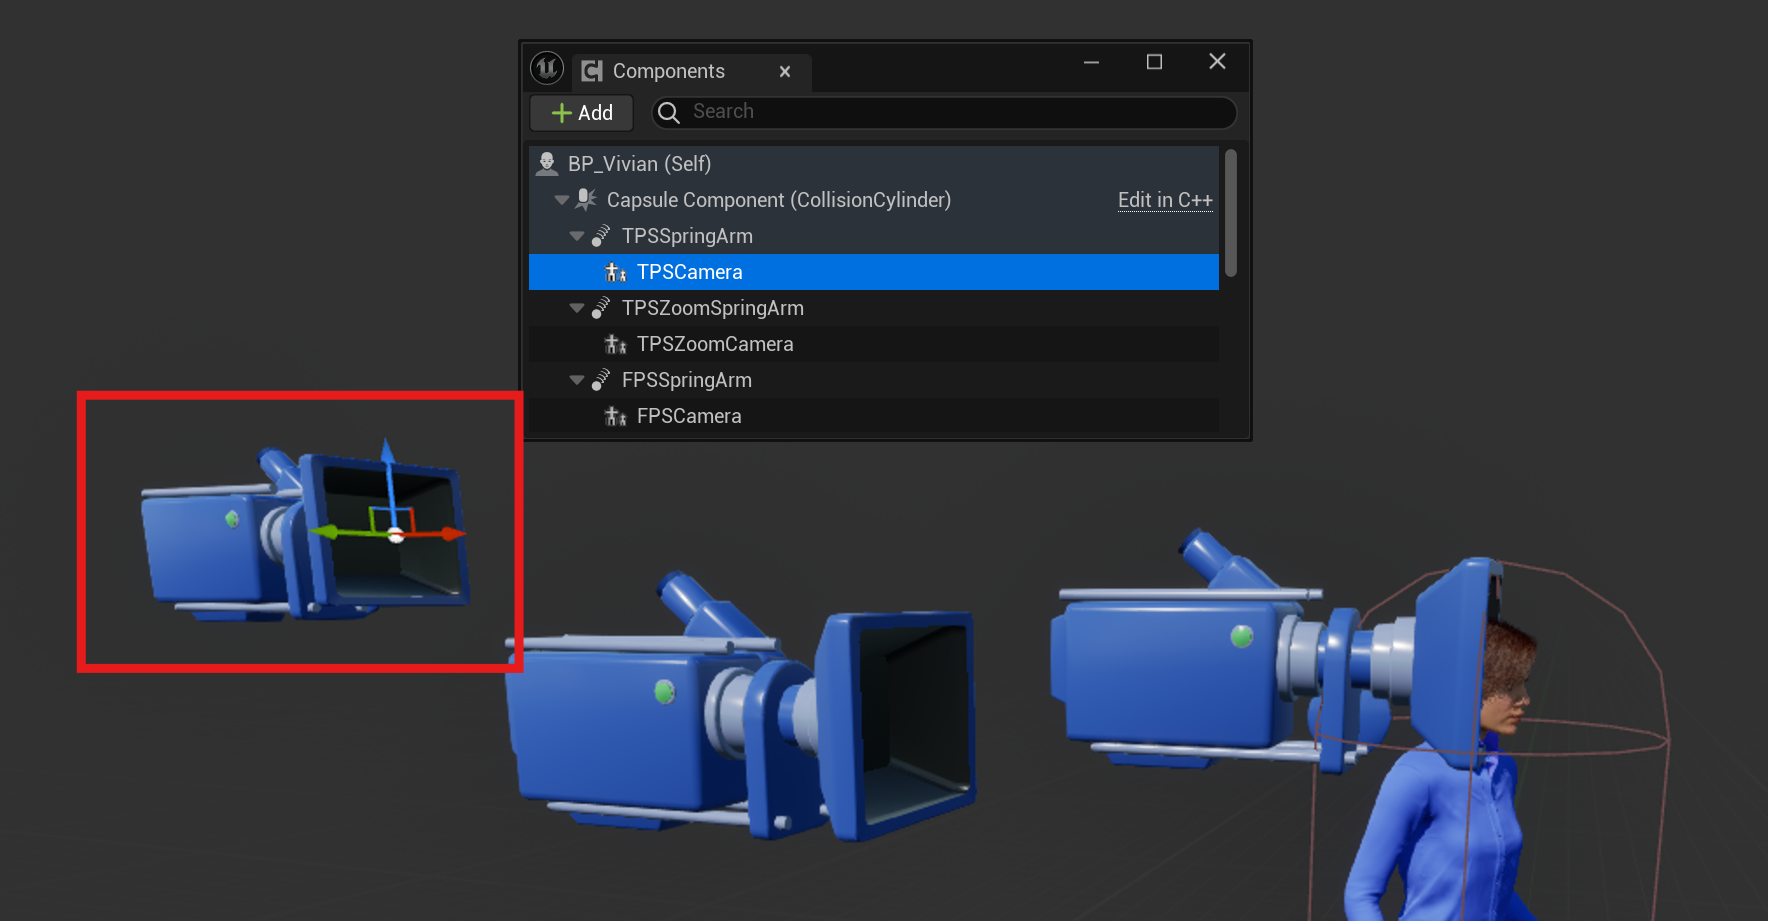 Components
Add
Search
BP_Vivian (Self)
Capsule Component (CollisionCylinder) Edit in C++
TPSSpringArm
TPSCamera
TPSZoomSpringArm
TPSZoomCamera
FPSSpringArm
FPSCamera